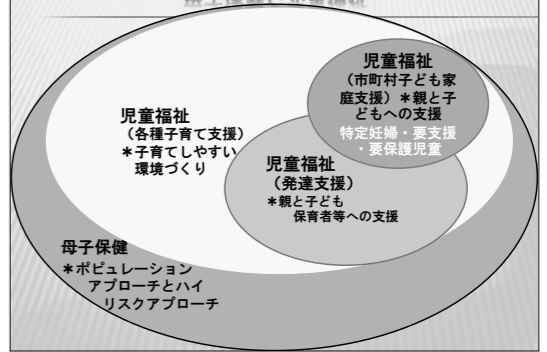 児童福祉
（市町村子ども家
庭支援）＊親と子
どもへの支援
特定妊婦・要支援
・要保護児童
児童福祉
（各種子育て支援）
＊子育てしやすい
環境づくり
児童福祉
（発達支援）
＊親と子ども
保育者等への支援
母子保健
＊ポピュレーション
アプローチとハイ
リスクアプローチ